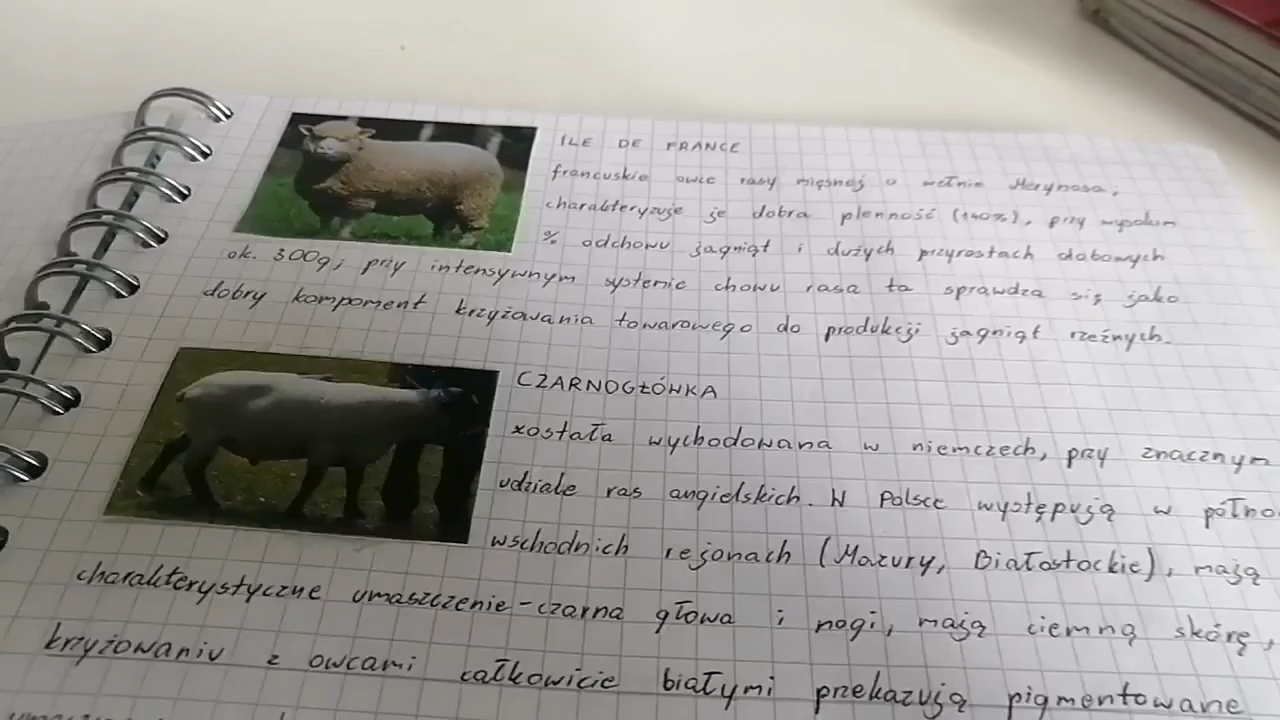 ILE DE FRANCE
francuskie owce rasy mięsnej o wełnie Merynosa,
charakteryzuje je dobra plenność (140%), przy wysokim
% odchowu jagniąt i dużych przyrostach dobowych
ok. 300g; przy intensywnym systemie chowu rasa ta sprawdza się jako
dobry komponent krzyżowania towarowego do produkcji jagniąt rzeźnych.
CZARNOGŁÓWKA
została wychodowana w niemczech, przy znacznym
udziale ras angielskich. W Polsce występują w półno
wschodnich rejonach (Mazury, Białostockie), mają
charakterystyczne umaszczenie-czarna głowa i nogi, mają ciemną skórę,
krzyżowaniu z owcami całkowicie białymi przekazują pigmentowane